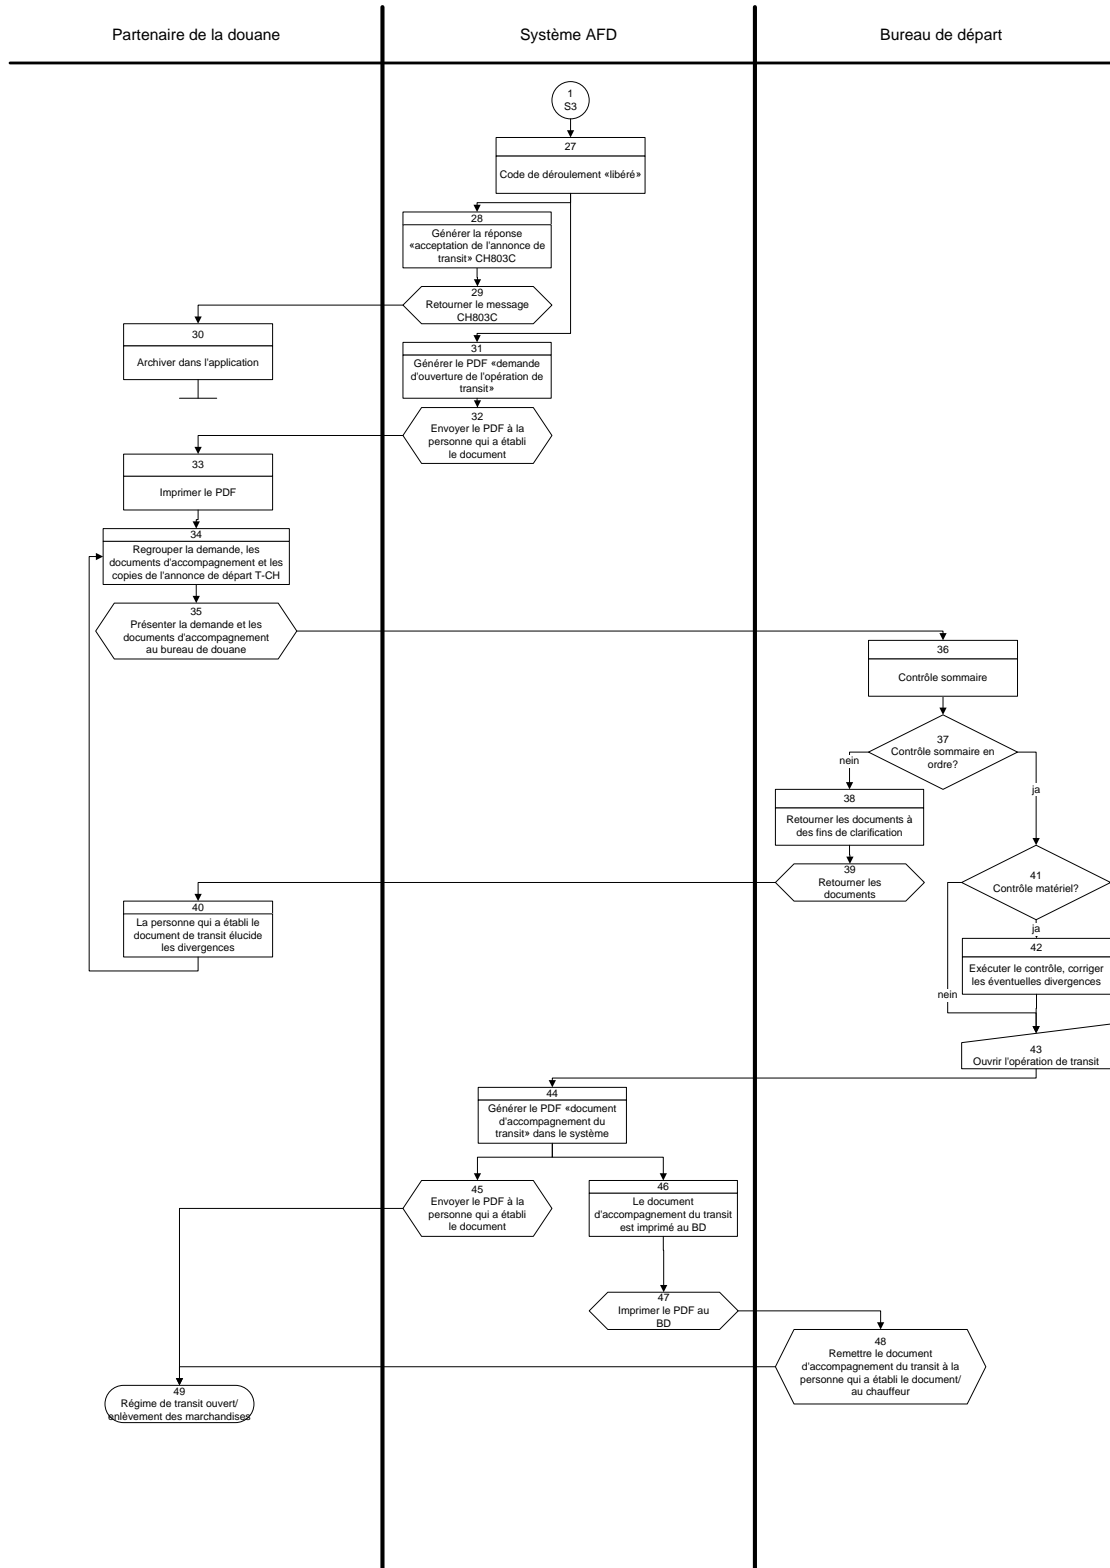 Partenaire de la douane
Système AFD
Bureau de départ
1
S3
27
Code de déroulement «libéré»
28
Générer la réponse
«acceptation de l'annonce de
transit» CH803C
29
Retourner le message
CH803C
30
Archiver dans l'application
31
Générer le PDF «demande
d'ouverture de l'opération de
transit»
32
Envoyer le PDF à la
personne qui a établi
le document
33
Imprimer le PDF
34
Regrouper la demande, les
documents d'accompagnement et les
copies de l'annonce de départ T-CH
35
Présenter la demande et les
documents d'accompagnement
au bureau de douane
36
Contrôle sommaire
37
Contrôle sommaire en
ordre?
nein
ja
38
Retourner les documents à
des fins de clarification
39
Retourner les
documents
40
La personne qui a établi le
document de transit élucide
les divergences
41
Contrôle matériel?
ja
nein
42
Exécuter le contrôle, corriger
les éventuelles divergences
43
Ouvrir l'opération de transit
44
Générer le PDF «document
d'accompagnement du
transit» dans le système
45
Envoyer le PDF à la
personne qui a établi
le document
46
Le document
d'accompagnement du transit
est imprimé au BD
47
Imprimer le PDF au
BD
48
Remettre le document
d'accompagnement du transit à la
personne qui a établi le document/
au chauffeur
49
Régime de transit ouvert/
enlèvement des marchandises